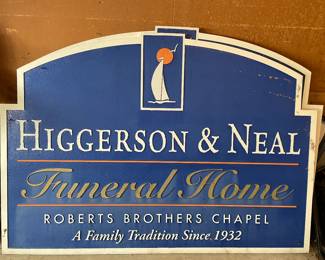 HIGGERSON & NEAL
Funeral Home
ROBERTS BROTHERS CHAPEL
A Family Tradition Since 1932